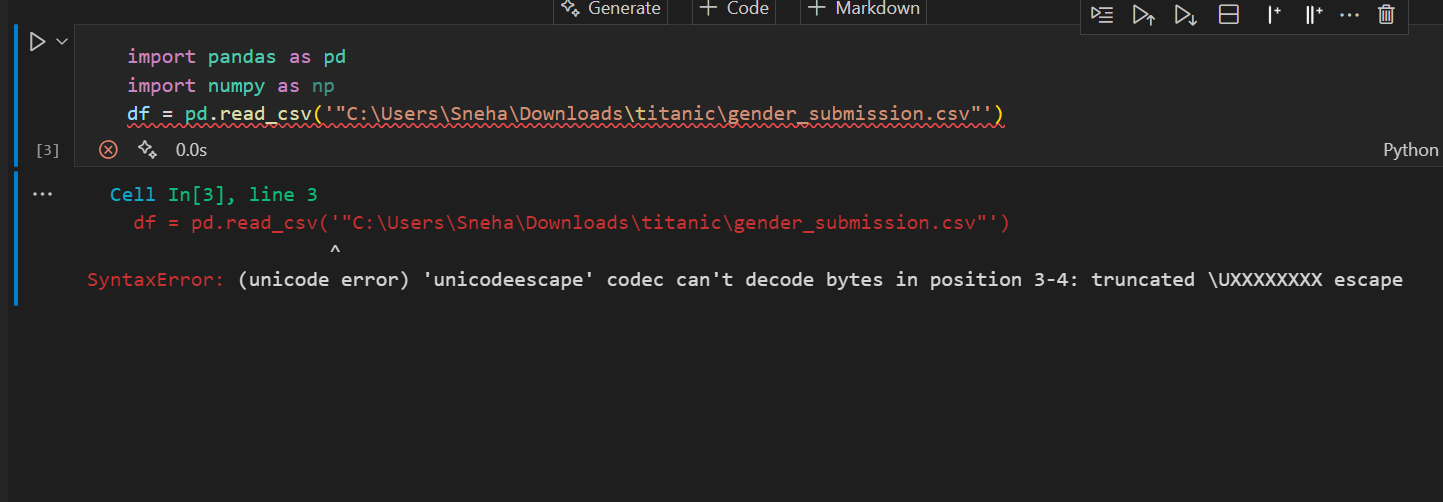 Generate + Code + Markdown
import pandas as pd
import numpy as np
df = pd.read_csv('"C:\Users\Sneha\Downloads\titanic\gender_submission.csv"')
[3] 0.0s Python
... Cell In[3], line 3
df = pd.read_csv('"C:\Users\Sneha\Downloads\titanic\gender_submission.csv"')
^
SyntaxError: (unicode error) 'unicodeescape' codec can't decode bytes in position 3-4: truncated \UXXXXXXXX escape